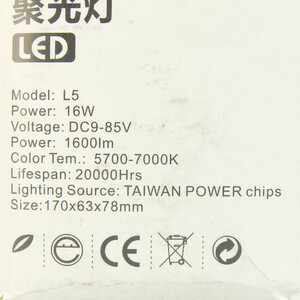 聚光灯
LED
Model: L5
Power: 16W
Voltage: DC9-85V
Power: 1600lm
Color Tem.: 5700-7000K
Lifespan: 20000Hrs
Lighting Source: TAIWAN POWER chips
Size:170x63x78mm
CE